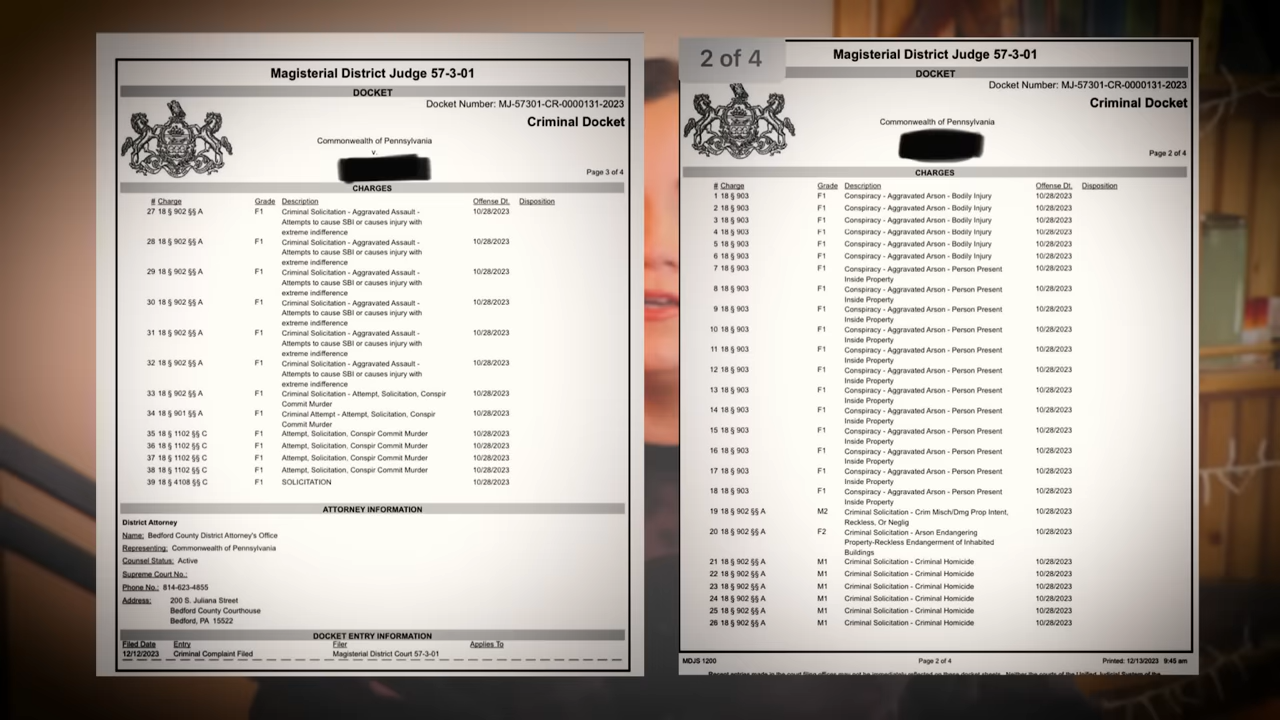 Magisterial District Judge 57-3-01
DOCKET
Docket Number: MJ-57301-CR-0000131-2023
Criminal Docket
Commonwealth of Pennsylvania
v.
Page 3 of 4
CHARGES
# Charge Grade Description Offense Dt. Disposition
27 18 § 902 §§ A F1 Criminal Solicitation - Aggravated Assault - 10/28/2023
Attempts to cause SBI or causes injury with
extreme indifference
28 18 § 902 §§ A F1 Criminal Solicitation - Aggravated Assault - 10/28/2023
Attempts to cause SBI or causes injury with
extreme indifference
29 18 § 902 §§ A F1 Criminal Solicitation - Aggravated Assault - 10/28/2023
Attempts to cause SBI or causes injury with
extreme indifference
30 18 § 902 §§ A F1 Criminal Solicitation - Aggravated Assault - 10/28/2023
Attempts to cause SBI or causes injury with
extreme indifference
31 18 § 902 §§ A F1 Criminal Solicitation - Aggravated Assault - 10/28/2023
Attempts to cause SBI or causes injury with
extreme indifference
32 18 § 902 §§ A F1 Criminal Solicitation - Aggravated Assault - 10/28/2023
Attempts to cause SBI or causes injury with
extreme indifference
33 18 § 902 §§ A F1 Criminal Solicitation - Attempt, Solicitation, Conspir 10/28/2023
Commit Murder
34 18 § 901 §§ A F1 Criminal Attempt - Attempt, Solicitation, Conspir 10/28/2023
Commit Murder
35 18 § 1102 §§ C F1 Attempt, Solicitation, Conspir Commit Murder 10/28/2023
36 18 § 1102 §§ C F1 Attempt, Solicitation, Conspir Commit Murder 10/28/2023
37 18 § 1102 §§ C F1 Attempt, Solicitation, Conspir Commit Murder 10/28/2023
38 18 § 1102 §§ C F1 Attempt, Solicitation, Conspir Commit Murder 10/28/2023
39 18 § 4108 §§ C F1 SOLICITATION 10/28/2023
ATTORNEY INFORMATION
District Attorney
Name: Bedford County District Attorney's Office
Representing: Commonwealth of Pennsylvania
Counsel Status: Active
Supreme Court No.:
Phone No.: 814-623-4855
Address: 200 S. Juliana Street
Bedford County Courthouse
Bedford, PA 15522
DOCKET ENTRY INFORMATION
Filed Date Entry Filer Applies To
12/12/2023 Criminal Complaint Filed Magisterial District Court 57-3-01
2 of 4
Magisterial District Judge 57-3-01
DOCKET
Docket Number: MJ-57301-CR-0000131-2023
Criminal Docket
Commonwealth of Pennsylvania
Page 2 of 4
CHARGES
# Charge Grade Description Offense Dt. Disposition
1 18 § 903 F1 Conspiracy - Aggravated Arson - Bodily Injury 10/28/2023
2 18 § 903 F1 Conspiracy - Aggravated Arson - Bodily Injury 10/28/2023
3 18 § 903 F1 Conspiracy - Aggravated Arson - Bodily Injury 10/28/2023
4 18 § 903 F1 Conspiracy - Aggravated Arson - Bodily Injury 10/28/2023
5 18 § 903 F1 Conspiracy - Aggravated Arson - Bodily Injury 10/28/2023
6 18 § 903 F1 Conspiracy - Aggravated Arson - Bodily Injury 10/28/2023
7 18 § 903 F1 Conspiracy - Aggravated Arson - Person Present 10/28/2023
Inside Property
8 18 § 903 F1 Conspiracy - Aggravated Arson - Person Present 10/28/2023
Inside Property
9 18 § 903 F1 Conspiracy - Aggravated Arson - Person Present 10/28/2023
Inside Property
10 18 § 903 F1 Conspiracy - Aggravated Arson - Person Present 10/28/2023
Inside Property
11 18 § 903 F1 Conspiracy - Aggravated Arson - Person Present 10/28/2023
Inside Property
12 18 § 903 F1 Conspiracy - Aggravated Arson - Person Present 10/28/2023
Inside Property
13 18 § 903 F1 Conspiracy - Aggravated Arson - Person Present 10/28/2023
Inside Property
14 18 § 903 F1 Conspiracy - Aggravated Arson - Person Present 10/28/2023
Inside Property
15 18 § 903 F1 Conspiracy - Aggravated Arson - Person Present 10/28/2023
Inside Property
16 18 § 903 F1 Conspiracy - Aggravated Arson - Person Present 10/28/2023
Inside Property
17 18 § 903 F1 Conspiracy - Aggravated Arson - Person Present 10/28/2023
Inside Property
18 18 § 903 F1 Conspiracy - Aggravated Arson - Person Present 10/28/2023
Inside Property
19 18 § 902 §§ A M2 Criminal Solicitation - Crim Misch/Dmg Prop Intent, 10/28/2023
Reckless, Or Neglig
20 18 § 902 §§ A F2 Criminal Solicitation - Arson Endangering 10/28/2023
Property-Reckless Endangerment of Inhabited
Buildings
21 18 § 902 §§ A M1 Criminal Solicitation - Criminal Homicide 10/28/2023
22 18 § 902 §§ A M1 Criminal Solicitation - Criminal Homicide 10/28/2023
23 18 § 902 §§ A M1 Criminal Solicitation - Criminal Homicide 10/28/2023
24 18 § 902 §§ A M1 Criminal Solicitation - Criminal Homicide 10/28/2023
25 18 § 902 §§ A M1 Criminal Solicitation - Criminal Homicide 10/28/2023
26 18 § 902 §§ A M1 Criminal Solicitation - Criminal Homicide 10/28/2023
MDJS 1200 Page 2 of 4 Printed: 12/13/2023 9:45 am